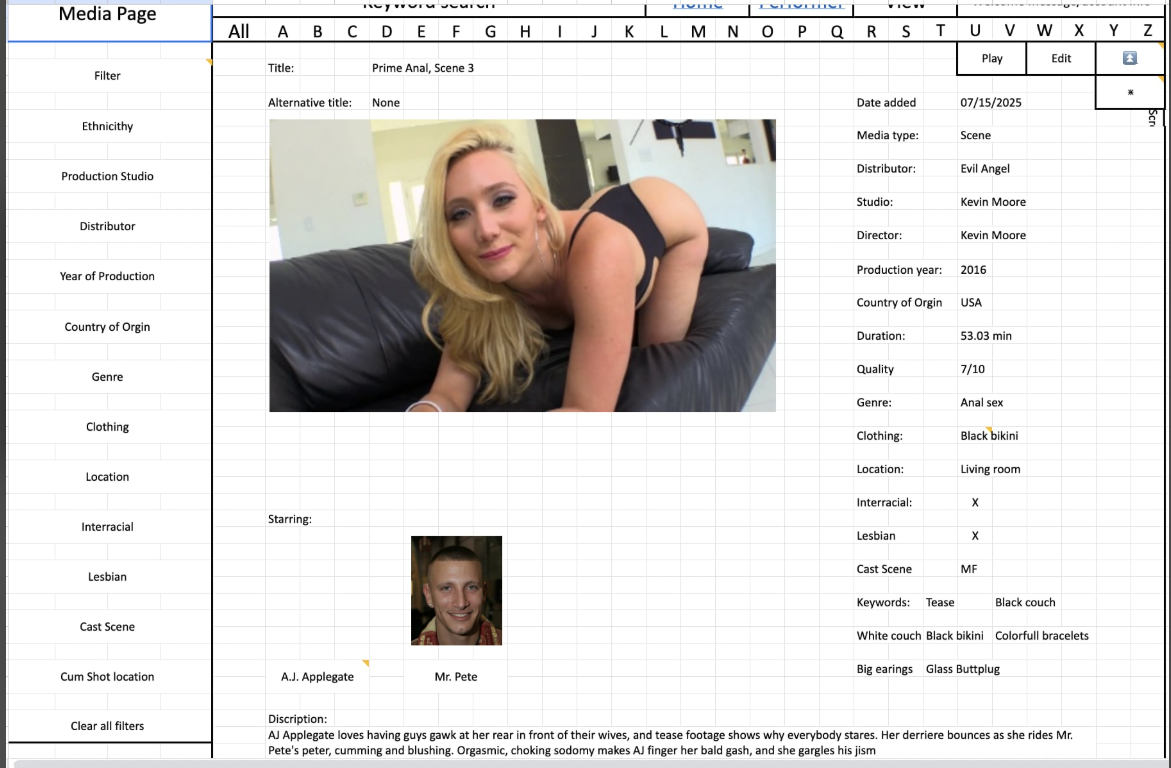 Media Page
Keyword Search Home Performer View
All A B C D E F G H I J K L M N O P Q R S T U V W X Y Z
Filter
Ethnicithy
Production Studio
Distributor
Year of Production
Country of Orgin
Genre
Clothing
Location
Interracial
Lesbian
Cast Scene
Cum Shot location
Clear all filters
Title: Prime Anal, Scene 3
Alternative title: None
Play Edit
Scr
Date added 07/15/2025
Media type: Scene
Distributor: Evil Angel
Studio: Kevin Moore
Director: Kevin Moore
Production year: 2016
Country of Orgin USA
Duration: 53.03 min
Quality 7/10
Genre: Anal sex
Clothing: Black bikini
Location: Living room
Interracial: X
Lesbian X
Cast Scene MF
Keywords: Tease Black couch
White couch Black bikini Colorfull bracelets
Big earings Glass Buttplug
Starring:
A.J. Applegate Mr. Pete
Discription:
AJ Applegate loves having guys gawk at her rear in front of their wives, and tease footage shows why everybody stares. Her derriere bounces as she rides Mr.
Pete's peter, cumming and blushing. Orgasmic, choking sodomy makes AJ finger her bald gash, and she gargles his jism